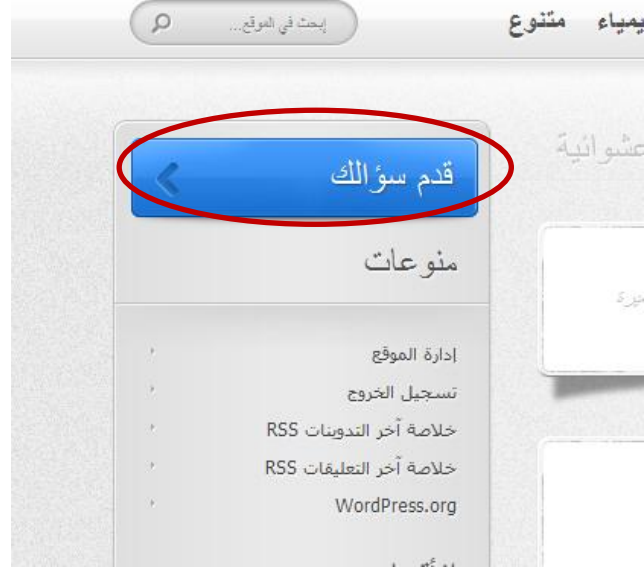 متنوع
إبحث في الموقع...
عشوائية
قدم سؤالك
منوعات
إدارة الموقع
تسجيل الخروج
خلاصة آخر التدوينات RSS
خلاصة آخر التعليقات RSS
WordPress.org